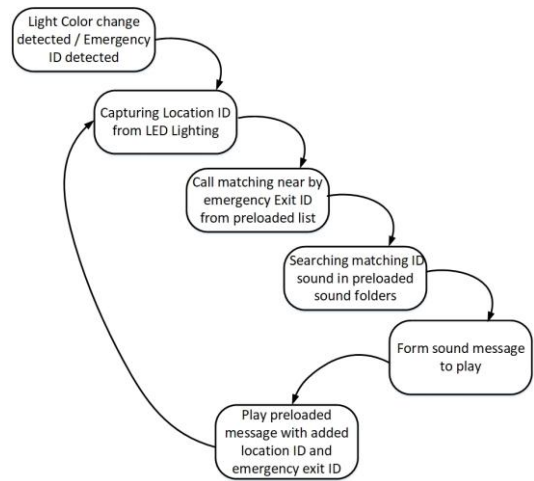 Light Color change
detected / Emergency
ID detected
Capturing Location ID
from LED Lighting
Call matching near by
emergency Exit ID
from preloaded list
Searching matching ID
sound in preloaded
sound folders
Form sound message
to play
Play preloaded
message with added
location ID and
emergency exit ID